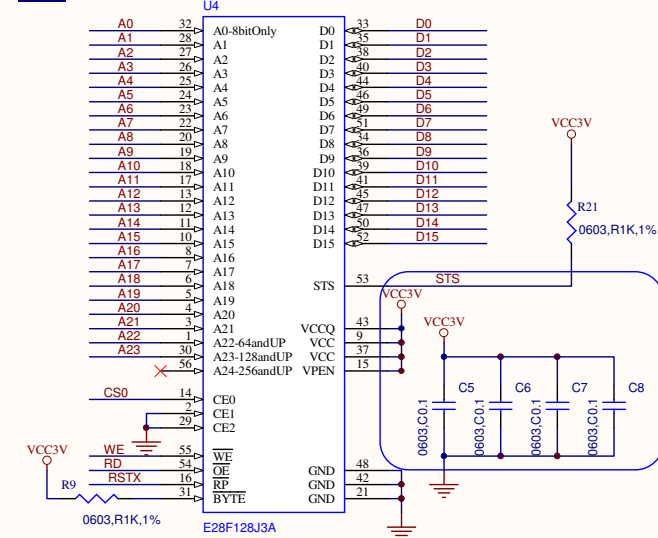 U4
A0 32 A0-8bitOnly D0 33 D0
A1 28 A1 D1 35 D1
A2 27 A2 D2 38 D2
A3 26 A3 D3 40 D3
A4 25 A4 D4 44 D4
A5 24 A5 D5 46 D5
A6 23 A6 D6 49 D6
A7 22 A7 D7 51 D7
A8 20 A8 D8 34 D8
A9 19 A9 D9 36 D9
A10 18 A10 D10 39 D10
A11 17 A11 D11 41 D11
A12 13 A12 D12 45 D12
A13 12 A13 D13 47 D13
A14 11 A14 D14 50 D14
A15 10 A15 D15 52 D15
A16 8 A16
A17 7 A17
A18 6 A18 STS 53 STS
A19 5 A19
A20 4 A20
A21 3 A21 VCCQ 43
A22 1 A22-64andUP VCC 9
A23 30 A23-128andUP VCC 37
56 A24-256andUP VPEN 15
CS0 14 CE0
2 CE1
29 CE2
WE 55 WE
RD 54 OE GND 48
RSTX 16 RP GND 42
31 BYTE GND 21
E28F128J3A
VCC3V
R9
0603,R1K,1%
VCC3V
R21
0603,R1K,1%
VCC3V
VCC3V
C5 C6 C7 C8
0603,C0.1 0603,C0.1 0603,C0.1 0603,C0.1